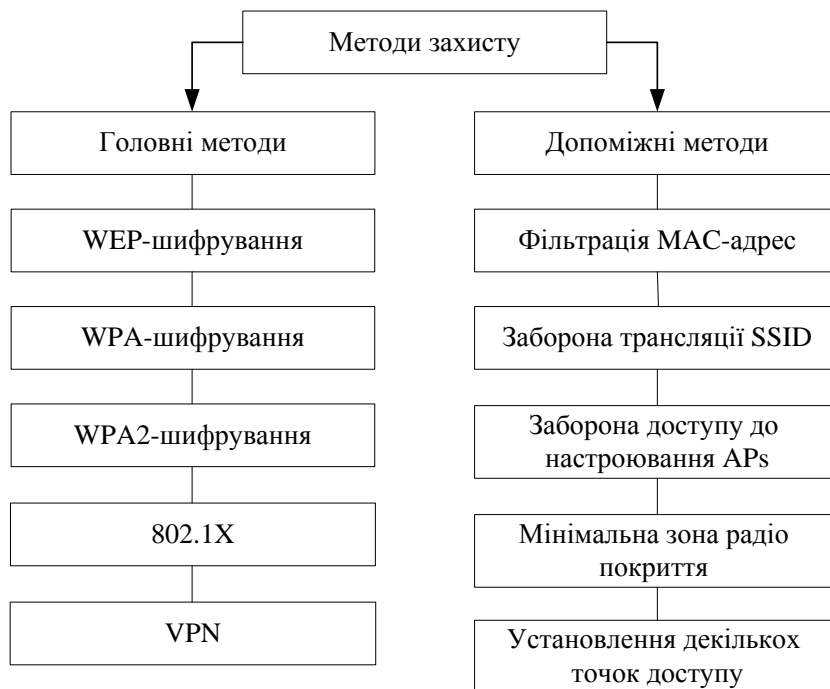 Методи захисту
Головні методи
Допоміжні методи
WEP-шифрування
Фільтрація MAC-адрес
WPA-шифрування
Заборона трансляції SSID
WPA2-шифрування
Заборона доступу до
настроювання APs
802.1X
Мінімальна зона радіо
покриття
VPN
Установлення декількох
точок доступу